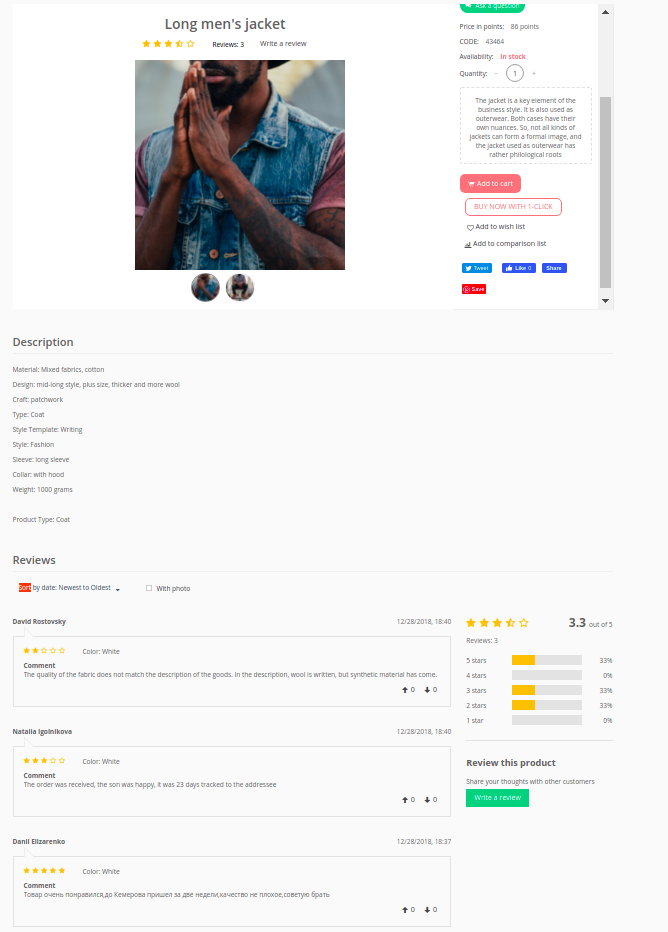 Long men's jacket
Reviews: 3
Write a review
Ask a question
Price in points: 86 points
CODE: 43464
Availability: In stock
Quantity: − 1 +
The jacket is a key element of the
business style. It is also used as
outerwear. Both cases have their
own nuances. So, not all kinds of
jackets can form a formal image, and
the jacket used as outerwear has
rather philological roots
Add to cart
BUY NOW WITH 1-CLICK
Add to wish list
Add to comparison list
Tweet
Like 0
Share
Save
Description
Material: Mixed fabrics, cotton
Design: mid-long style, plus size, thicker and more wool
Craft: patchwork
Type: Coat
Style Template: Writing
Style: Fashion
Sleeve: long sleeve
Collar: with hood
Weight: 1000 grams
Product Type: Coat
Reviews
Sort by date: Newest to Oldest
With photo
David Rostovsky
12/28/2018, 18:40
Color: White
Comment
The quality of the fabric does not match the description of the goods. In the description, wool is written, but synthetic material has come.
0 0
Natalia Igolnikova
12/28/2018, 18:40
Color: White
Comment
The order was received, the son was happy, it was 23 days tracked to the addressee
0 0
Danil Elizarenko
12/28/2018, 18:37
Color: White
Comment
Товар очень понравился,до Кемерова пришел за две недели,качество не плохое,советую брать
0 0
3.3 out of 5
Reviews: 3
5 stars 33%
4 stars 0%
3 stars 33%
2 stars 33%
1 star 0%
Review this product
Share your thoughts with other customers
Write a review